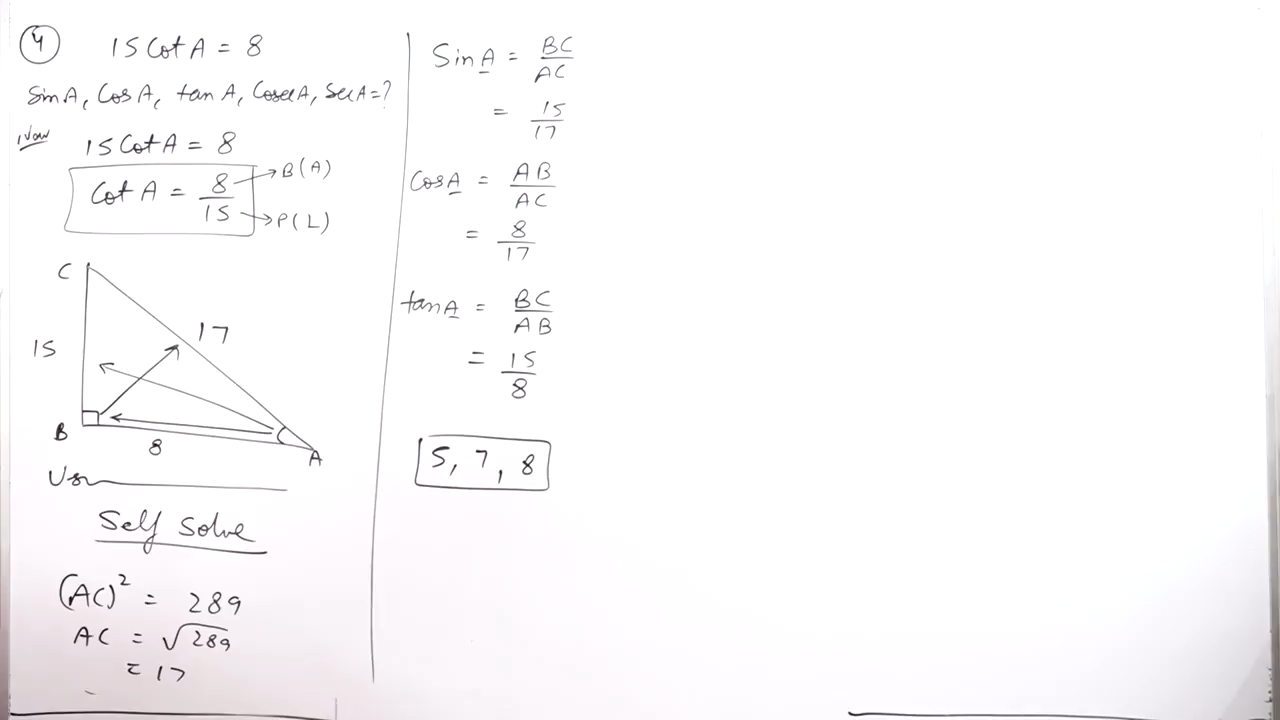 4 15 Cot A = 8
Sin A, Cos A, tan A, Cosec A, Sec A = ?
Now 15 Cot A = 8
Cot A = 8/15
B(A)
P(L)
C
15
17
B
8
A
Self Solve
(AC)² = 289
AC = √289
= 17
Sin A = BC/AC
= 15/17
Cos A = AB/AC
= 8/17
tan A = BC/AB
= 15/8
5, 7, 8